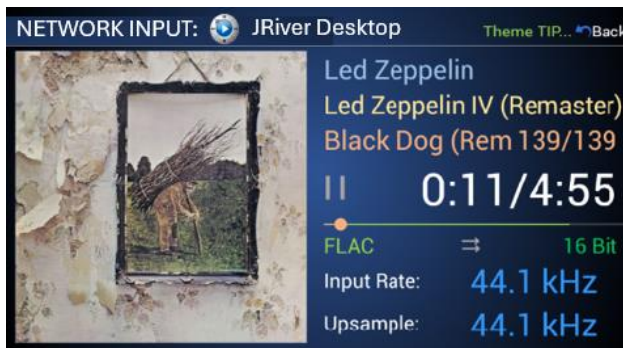 NETWORK INPUT: JRiver Desktop
Theme TIP... Back
Led Zeppelin
Led Zeppelin IV (Remaster)
Black Dog (Rem 139/139
0:11/4:55
FLAC 16 Bit
Input Rate: 44.1 kHz
Upsample: 44.1 kHz